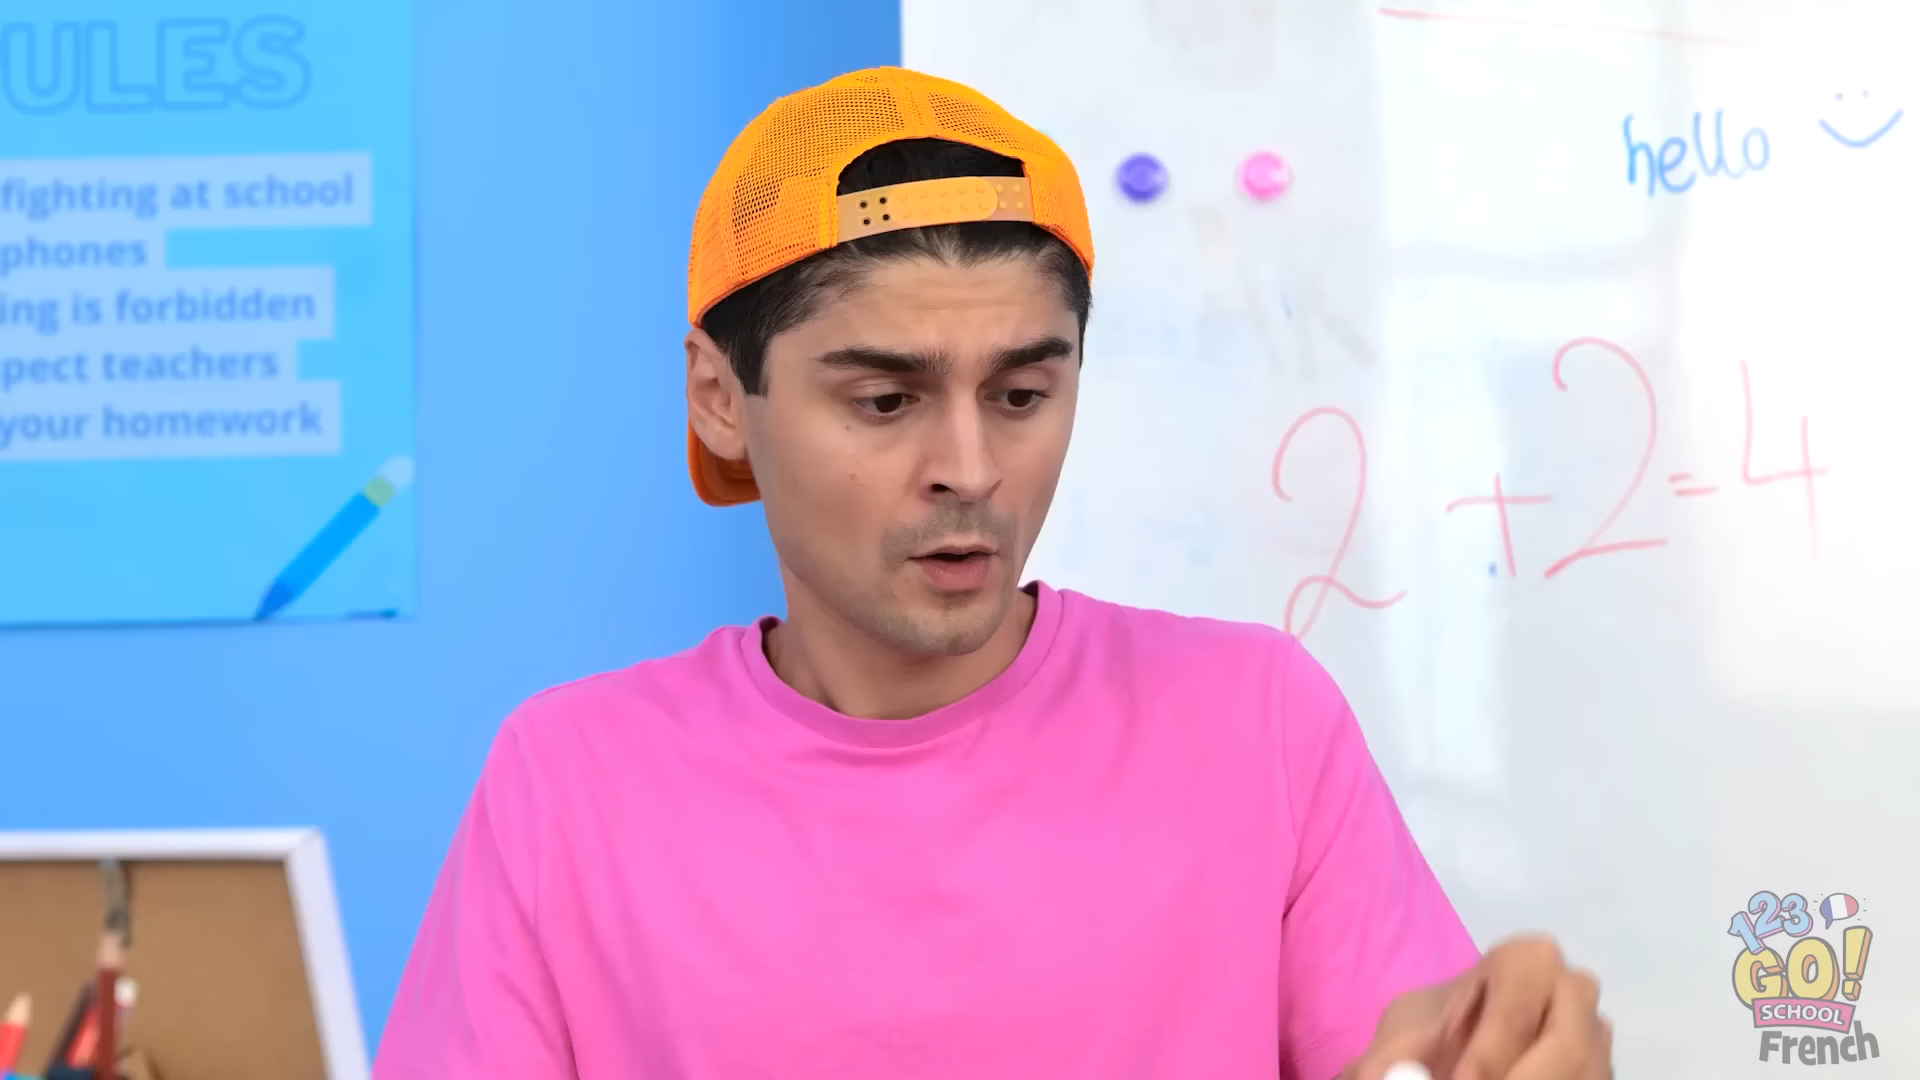 ULES
fighting at school
phones
ing is forbidden
pect teachers
your homework
hello
2+2=4
123
GO!
SCHOOL
French